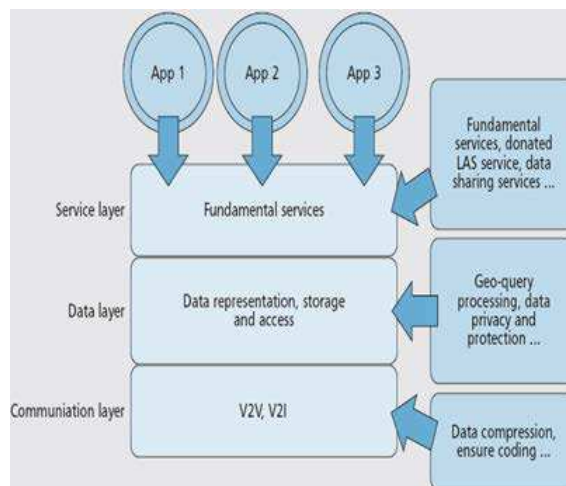 App 1
App 2
App 3
Fundamental
services, donated
LAS service, data
sharing services ...
Service layer
Fundamental services
Geo-query
processing, data
privacy and
protection ...
Data layer
Data representation, storage
and access
Communiation layer
V2V, V2I
Data compression,
ensure coding ...